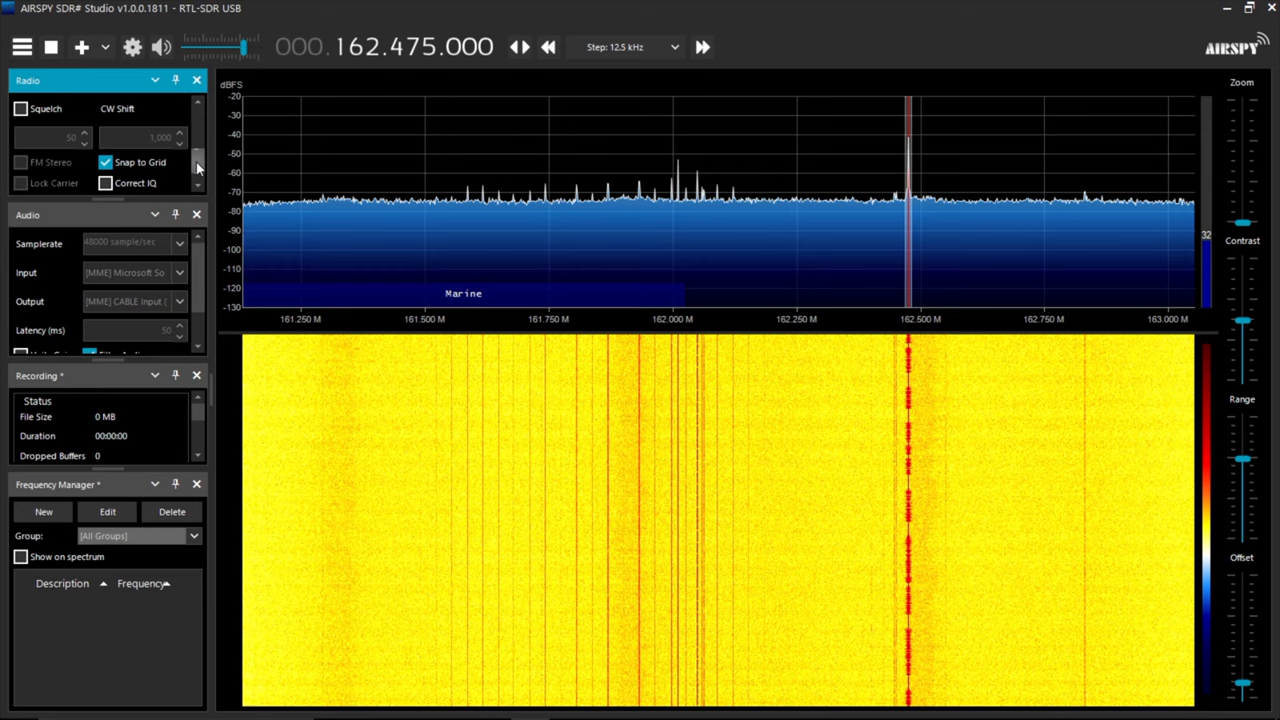 AIRSPY SDR# Studio v1.0.0.1811 - RTL-SDR USB
000.162.475.000
Step: 12.5 kHz
AIRSPY
Radio
Squelch CW Shift
50 1,000
FM Stereo Snap to Grid
Lock Carrier Correct IQ
Audio
Samplerate 48000 sample/sec
Input [MME] Microsoft So
Output [MME] CABLE Input (
Latency (ms) 50
Recording *
Status
File Size 0 MB
Duration 00:00:00
Dropped Buffers 0
Frequency Manager *
New Edit Delete
Group: [All Groups]
Show on spectrum
Description Frequency
dBFS
-20
-30
-40
-50
-60
-70
-80
-90
-100
-110
-120
-130
Marine
161.250 M 161.500 M 161.750 M 162.000 M 162.250 M 162.500 M 162.750 M 163.000 M
32
Zoom
Contrast
Range
Offset